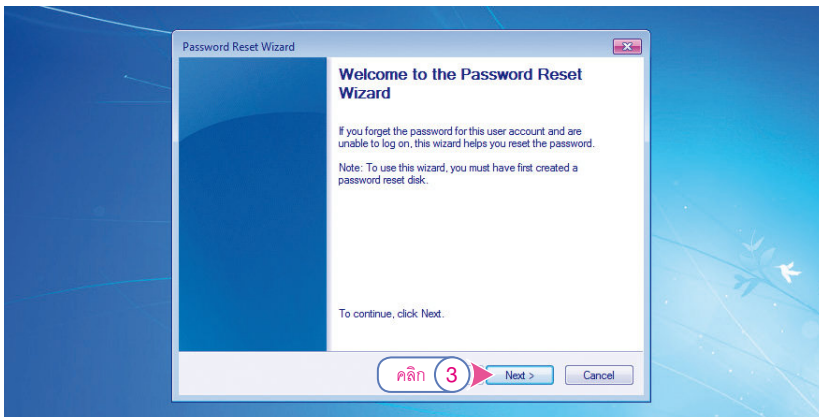 Password Reset Wizard
Welcome to the Password Reset
Wizard
If you forget the password for this user account and are
unable to log on, this wizard helps you reset the password.
Note: To use this wizard, you must have first created a
password reset disk.
To continue, click Next.
คลิก 3 Next > Cancel